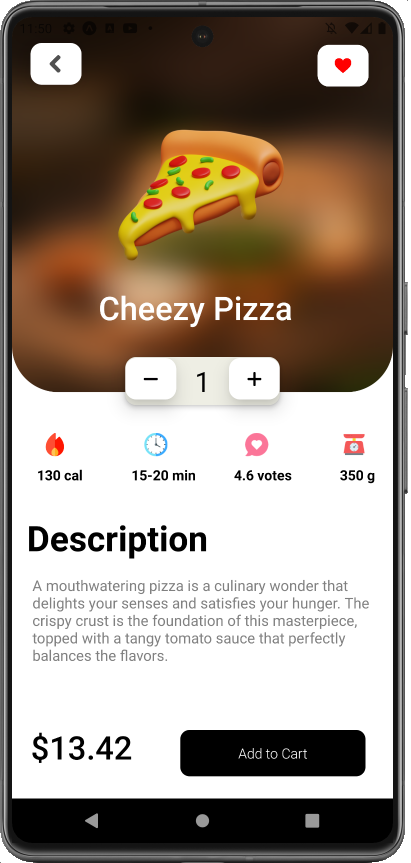 11:50
Cheezy Pizza
− 1 +
130 cal 15-20 min 4.6 votes 350 g
Description
A mouthwatering pizza is a culinary wonder that
delights your senses and satisfies your hunger. The
crispy crust is the foundation of this masterpiece,
topped with a tangy tomato sauce that perfectly
balances the flavors.
$13.42 Add to Cart